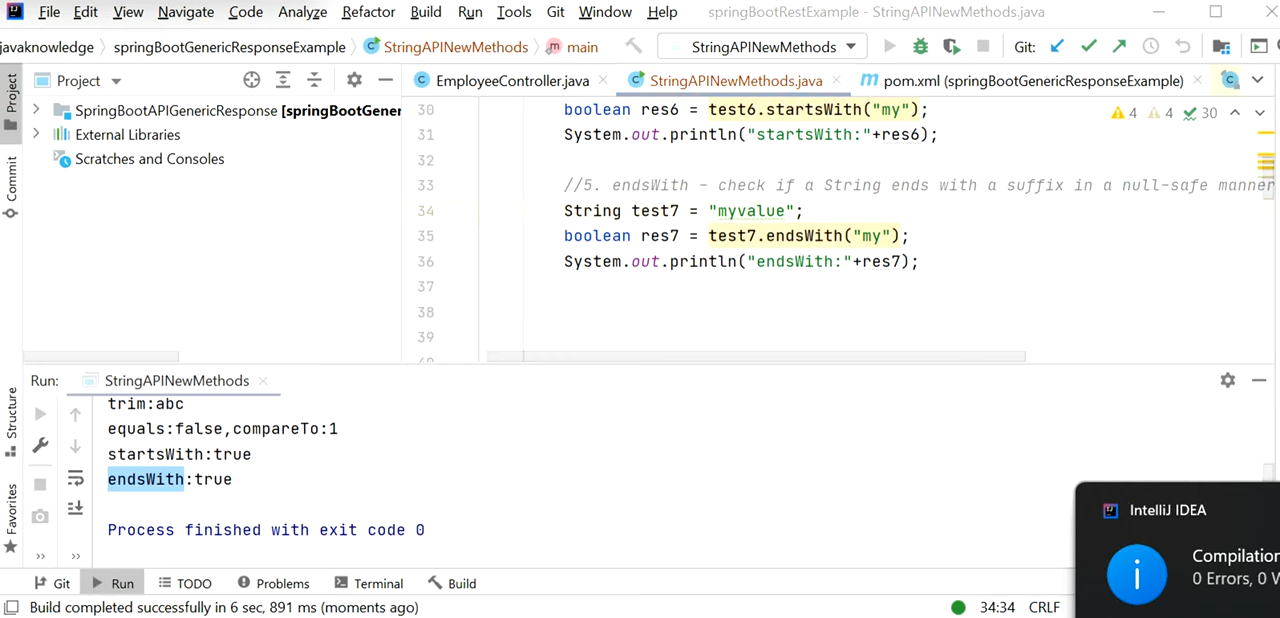 File Edit View Navigate Code Analyze Refactor Build Run Tools Git Window Help springBootRestExample - StringAPINewMethods.java
javaknowledge springBootGenericResponseExample StringAPINewMethods main StringAPINewMethods Git:
Project EmployeeController.java StringAPINewMethods.java pom.xml (springBootGenericResponseExample)
SpringBootAPIGenericResponse [springBootGener
External Libraries
Scratches and Consoles
Project
Commit
Structure
Favorites
4 4 30
30 boolean res6 = test6.startsWith("my");
31 System.out.println("startsWith:"+res6);
32
33 //5. endsWith - check if a String ends with a suffix in a null-safe manner
34 String test7 = "myvalue";
35 boolean res7 = test7.endsWith("my");
36 System.out.println("endsWith:"+res7);
37
38
39
Run: StringAPINewMethods
trim:abc
equals:false,compareTo:1
startsWith:true
endsWith:true
Process finished with exit code 0
IntelliJ IDEA
Compilation
0 Errors, 0 W
Git Run TODO Problems Terminal Build
Build completed successfully in 6 sec, 891 ms (moments ago) 34:34 CRLF